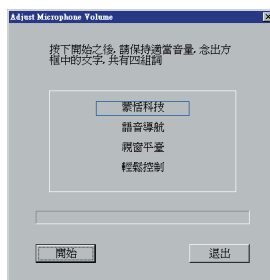 Adjust Microphone Volume
按下開始之後, 請保持適當音量, 念出方
框中的文字, 共有四組詞
蒙恬科技
語音導航
視窗平臺
輕鬆控制
開始
退出